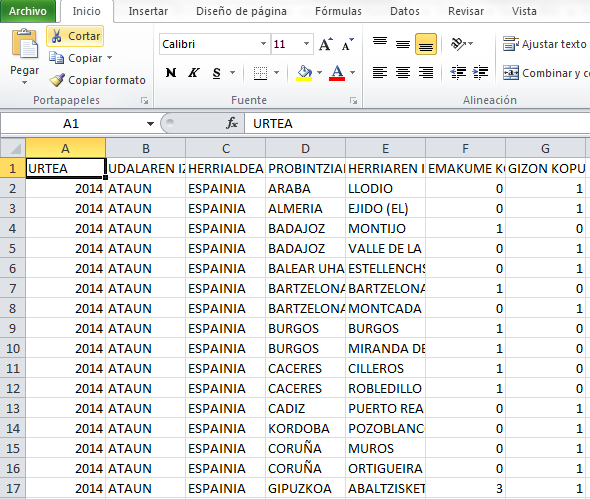 Archivo Inicio Insertar Diseño de página Fórmulas Datos Revisar Vista
Pegar
Cortar
Copiar
Copiar formato
Portapapeles
Calibri 11 A A
N K S A
Fuente
Ajustar texto
Combinar y c
Alineación
A1 fx URTEA
A B C D E F G
1 URTEA UDALAREN IZ HERRIALDEA PROBINTZIA HERRIAREN I EMAKUME KO GIZON KOPU
2 2014 ATAUN ESPAINIA ARABA LLODIO 0 1
3 2014 ATAUN ESPAINIA ALMERIA EJIDO (EL) 0 1
4 2014 ATAUN ESPAINIA BADAJOZ MONTIJO 1 0
5 2014 ATAUN ESPAINIA BADAJOZ VALLE DE LA 0 1
6 2014 ATAUN ESPAINIA BALEAR UHA ESTELLENCHS 0 1
7 2014 ATAUN ESPAINIA BARTZELONA BARTZELONA 1 0
8 2014 ATAUN ESPAINIA BARTZELONA MONTCADA 0 1
9 2014 ATAUN ESPAINIA BURGOS BURGOS 1 0
10 2014 ATAUN ESPAINIA BURGOS MIRANDA DE 1 0
11 2014 ATAUN ESPAINIA CACERES CILLEROS 0 1
12 2014 ATAUN ESPAINIA CACERES ROBLEDILLO 1 0
13 2014 ATAUN ESPAINIA CADIZ PUERTO REA 0 1
14 2014 ATAUN ESPAINIA KORDOBA POZOBLANC 0 1
15 2014 ATAUN ESPAINIA CORUÑA MUROS 0 1
16 2014 ATAUN ESPAINIA CORUÑA ORTIGUEIRA 0 1
17 2014 ATAUN ESPAINIA GIPUZKOA ABALTZISKET 3 1